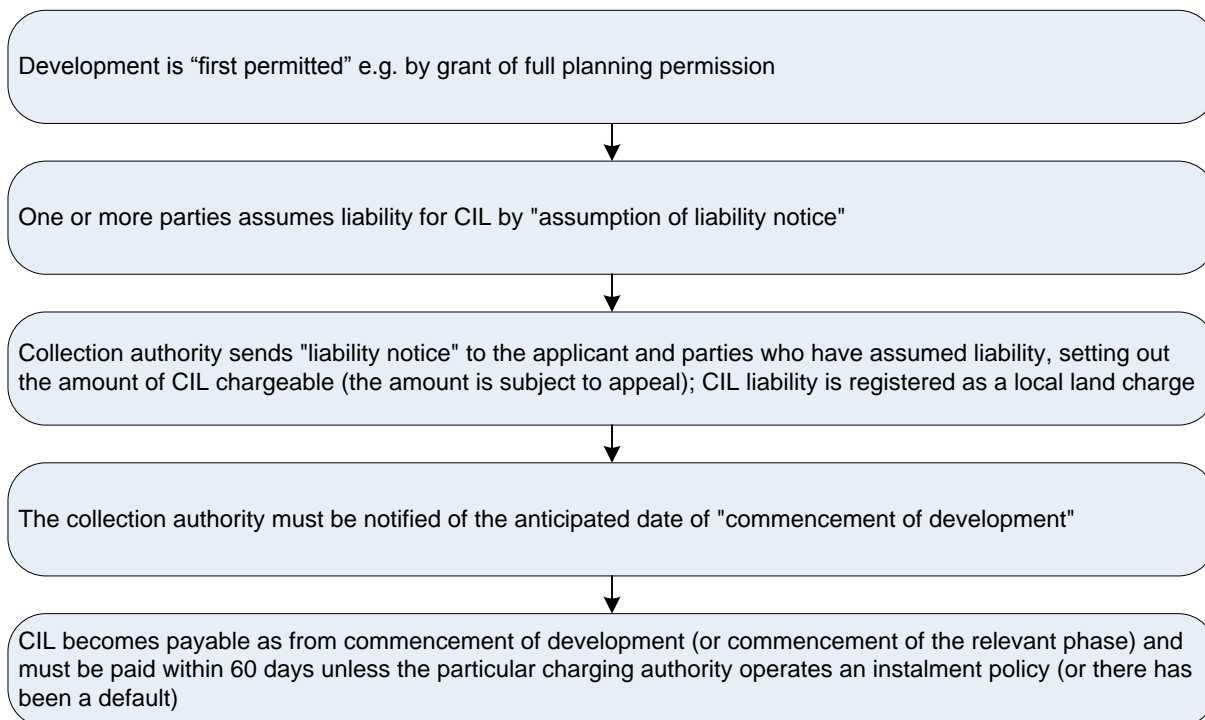 Development is “first permitted” e.g. by grant of full planning permission
One or more parties assumes liability for CIL by "assumption of liability notice"
Collection authority sends "liability notice" to the applicant and parties who have assumed liability, setting out
the amount of CIL chargeable (the amount is subject to appeal); CIL liability is registered as a local land charge
The collection authority must be notified of the anticipated date of "commencement of development"
CIL becomes payable as from commencement of development (or commencement of the relevant phase) and
must be paid within 60 days unless the particular charging authority operates an instalment policy (or there has
been a default)